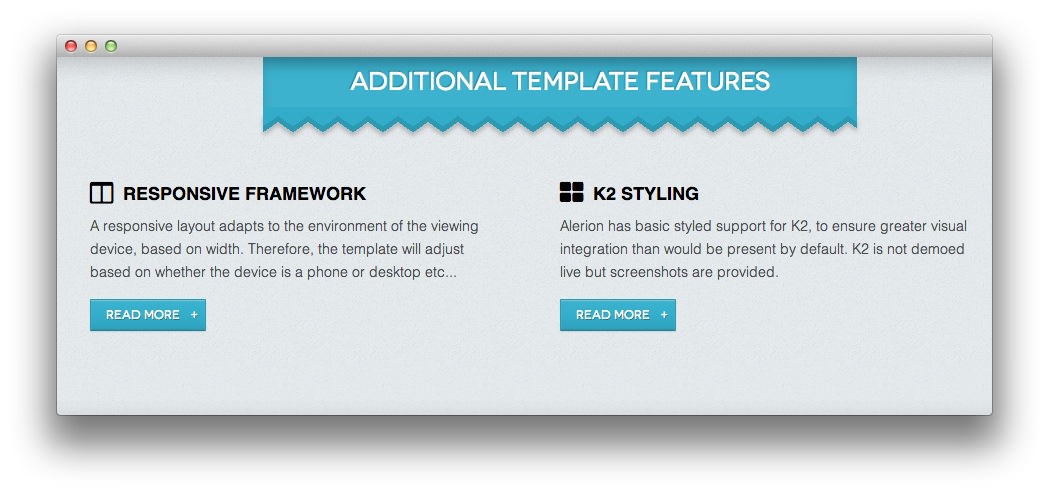 ADDITIONAL TEMPLATE FEATURES
RESPONSIVE FRAMEWORK
A responsive layout adapts to the environment of the viewing
device, based on width. Therefore, the template will adjust
based on whether the device is a phone or desktop etc...
READ MORE +
K2 STYLING
Alerion has basic styled support for K2, to ensure greater visual
integration than would be present by default. K2 is not demoed
live but screenshots are provided.
READ MORE +